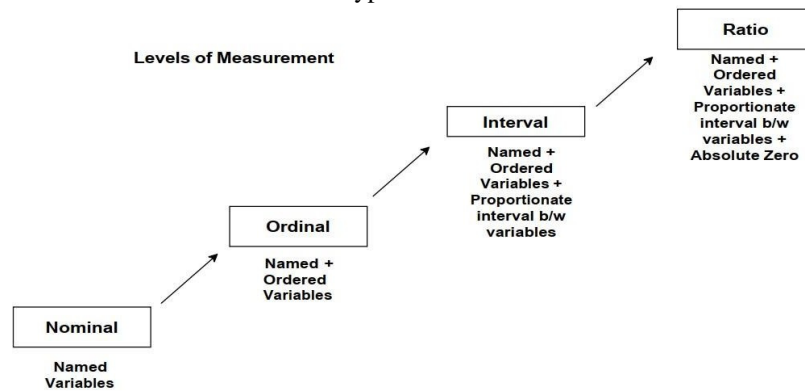 Levels of Measurement
Ratio
Named +
Ordered
Variables +
Proportionate
interval b/w
variables +
Absolute Zero
Interval
Named +
Ordered
Variables +
Proportionate
interval b/w
variables
Ordinal
Named +
Ordered
Variables
Nominal
Named
Variables